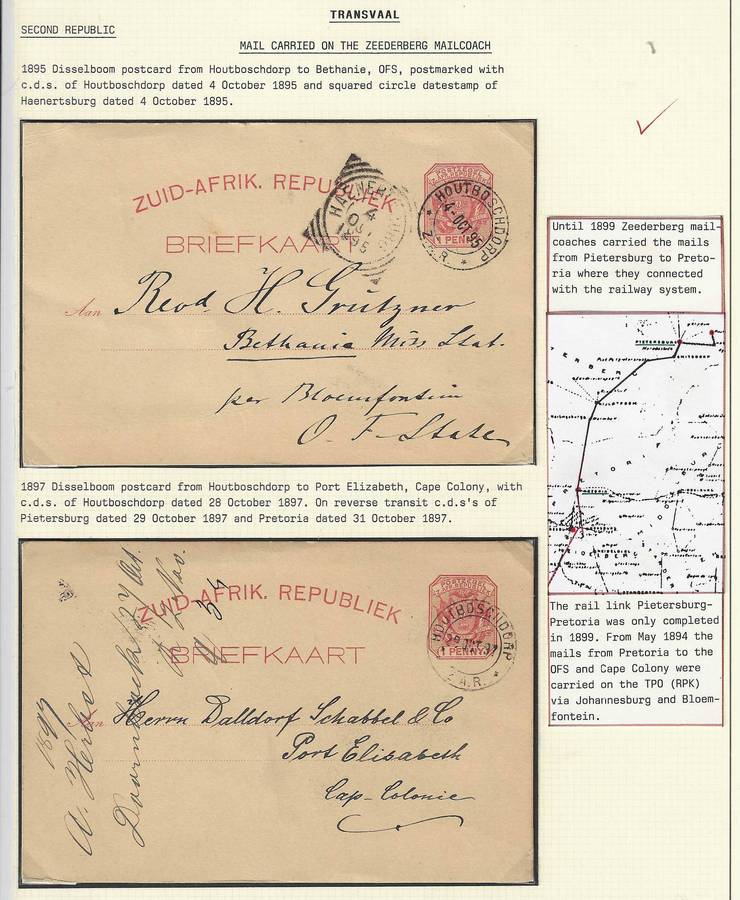 TRANSVAAL
SECOND REPUBLIC
MAIL CARRIED ON THE ZEEDERBERG MAILCOACH
1895 Disselboom postcard from Houtboschdorp to Bethanie, OFS, postmarked with
c.d.s. of Houtboschdorp dated 4 October 1895 and squared circle datestamp of
Haenertsburg dated 4 October 1895.
ZUID-AFRIK. REPUBLIEK
BRIEFKAART
HOUTBOSCHDORP
4-OCT.95
Z.A.R.
1 PENNY
Aan Revd. H. Grützner
Bethanie Miss Stat.
per Bloemfontein
O. F. State
Until 1899 Zeederberg mail-
coaches carried the mails
from Pietersburg to Preto-
ria where they connected
with the railway system.
PIETERSBURG
The rail link Pietersburg-
Pretoria was only completed
in 1899. From May 1894 the
mails from Pretoria to the
OFS and Cape Colony were
carried on the TPO (RPK)
via Johannesburg and Bloem-
fontein.
1897 Disselboom postcard from Houtboschdorp to Port Elizabeth, Cape Colony, with
c.d.s. of Houtboschdorp dated 28 October 1897. On reverse transit c.d.s's of
Pietersburg dated 29 October 1897 and Pretoria dated 31 October 1897.
ZUID-AFRIK. REPUBLIEK
BRIEFKAART
HOUTBOSCHDORP
28 OCT.97
Z.A.R.
1 PENNY
Aan Herrn Dalldorf Schabbel & Co
Port Elisabeth
Cap-Colonie
1897